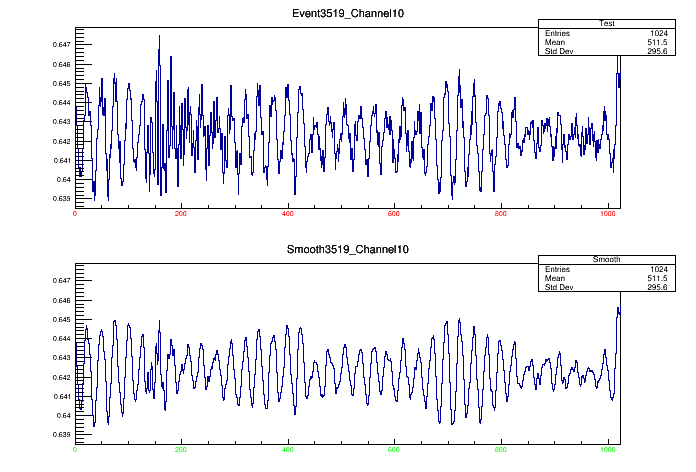 Event3519_Channel10
Test
Entries 1024
Mean 511.5
Std Dev 295.6
0.647
0.646
0.645
0.644
0.643
0.642
0.641
0.64
0.639
0 200 400 600 800 1000
Smooth3519_Channel10
Smooth
Entries 1024
Mean 511.5
Std Dev 295.6
0.647
0.646
0.645
0.644
0.643
0.642
0.641
0.64
0.639
0 200 400 600 800 1000